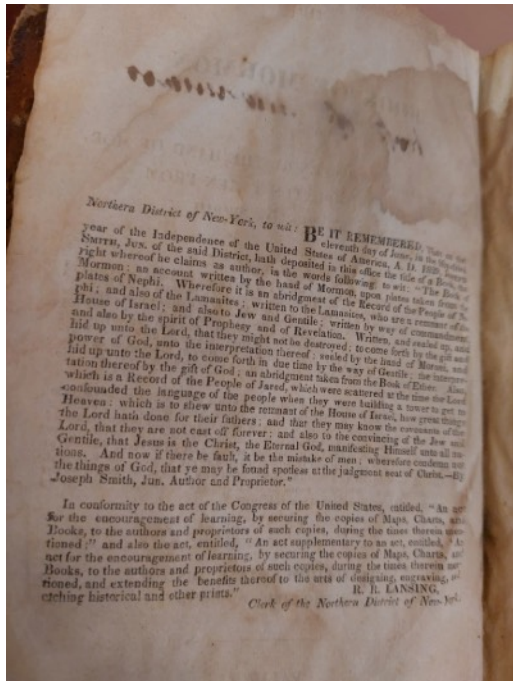 Northern District of New-York, to wit: BE IT REMEMBERED, That on the
eleventh day of June, in the
year of the Independence of the United States of America, A. D. 1829,
SMITH, JUN. of the said District, hath deposited in this office the title of a Book, the
right whereof he claims as author, in the words following, to wit: "The Book of
Mormon: an account written by the hand of Mormon, upon plates taken from the
plates of Nephi. Wherefore it is an abridgment of the Record of the People of Ne-
phi; and also of the Lamanites; written to the Lamanites, who are a remnant of the
House of Israel; and also to Jew and Gentile; written by way of commandment,
and also by the spirit of Prophecy and of Revelation. Written, and sealed up, and
hid up unto the Lord, that they might not be destroyed; to come forth by the gift and
power of God, unto the interpretation thereof; sealed by the hand of Moroni, and
hid up unto the Lord, to come forth in due time by the way of Gentile; the interpre-
tation thereof by the gift of God; an abridgment taken from the Book of Ether. Also,
which is a Record of the People of Jared, which were scattered at the time the Lord
confounded the language of the people when they were building a tower to get to
Heaven: which is to shew unto the remnant of the House of Israel, how great things
the Lord hath done for their fathers; and that they may know the covenants of the
Lord, that they are not cast off forever; and also to the convincing of the Jew and
Gentile, that Jesus is the Christ, the Eternal God, manifesting Himself unto all na-
tions. And now if there be fault, it be the mistake of men; wherefore condemn not
the things of God, that ye may be found spotless at the judgment seat of Christ.—By
Joseph Smith, Jun. Author and Proprietor."
In conformity to the act of the Congress of the United States, entitled, "An act
for the encouragement of learning, by securing the copies of Maps, Charts, and
Books, to the authors and proprietors of such copies, during the times therein men-
tioned;" and also the act, entitled, "An act supplementary to an act, entitled, 'An
act for the encouragement of learning, by securing the copies of Maps, Charts, and
Books, to the authors and proprietors of such copies, during the times therein men-
tioned, and extending the benefits thereof to the arts of designing, engraving, and
etching historical and other prints."
R. R. LANSING,
Clerk of the Northern District of New-York.